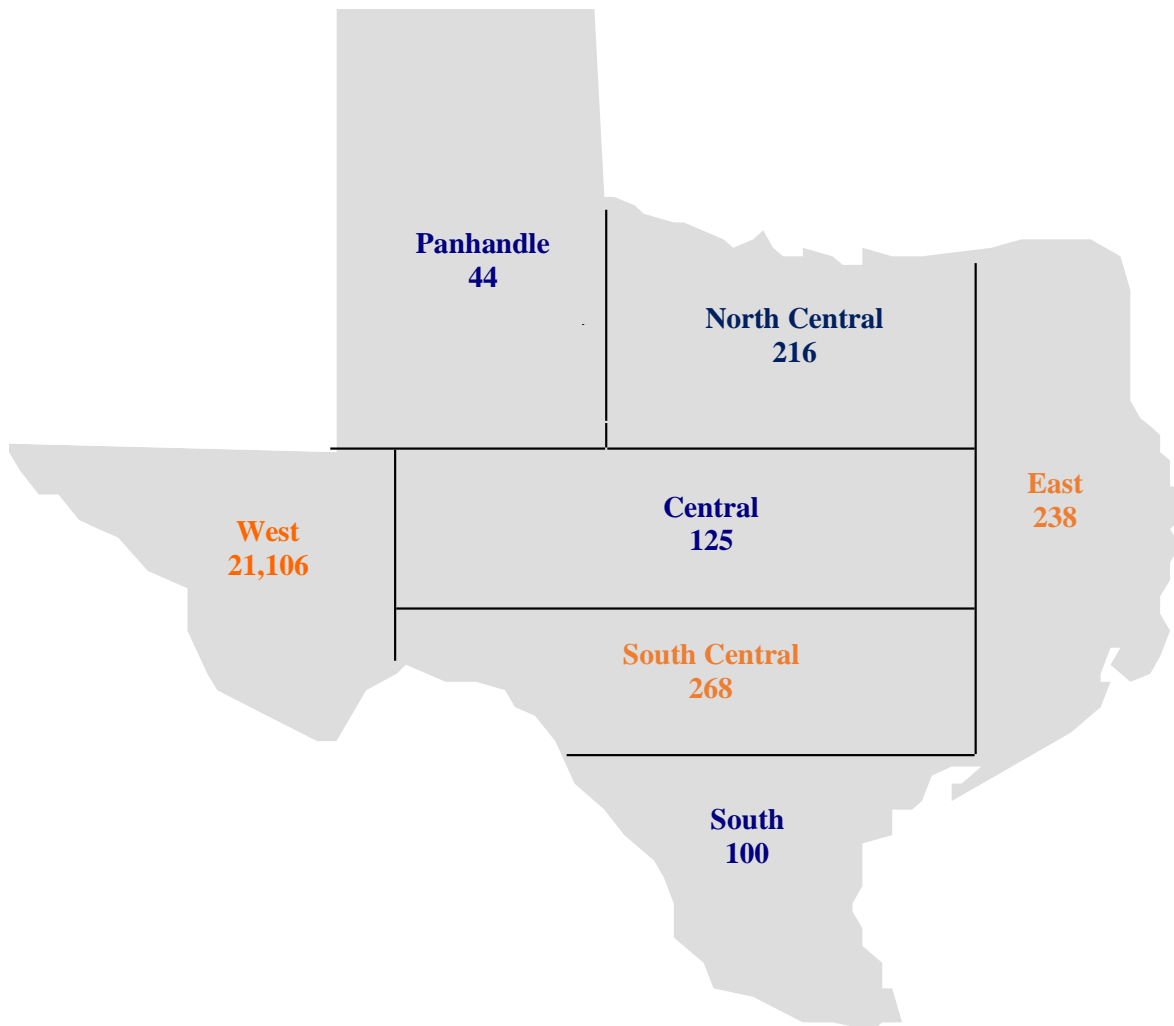 Panhandle
44
North Central
216
East
238
Central
125
West
21,106
South Central
268
South
100